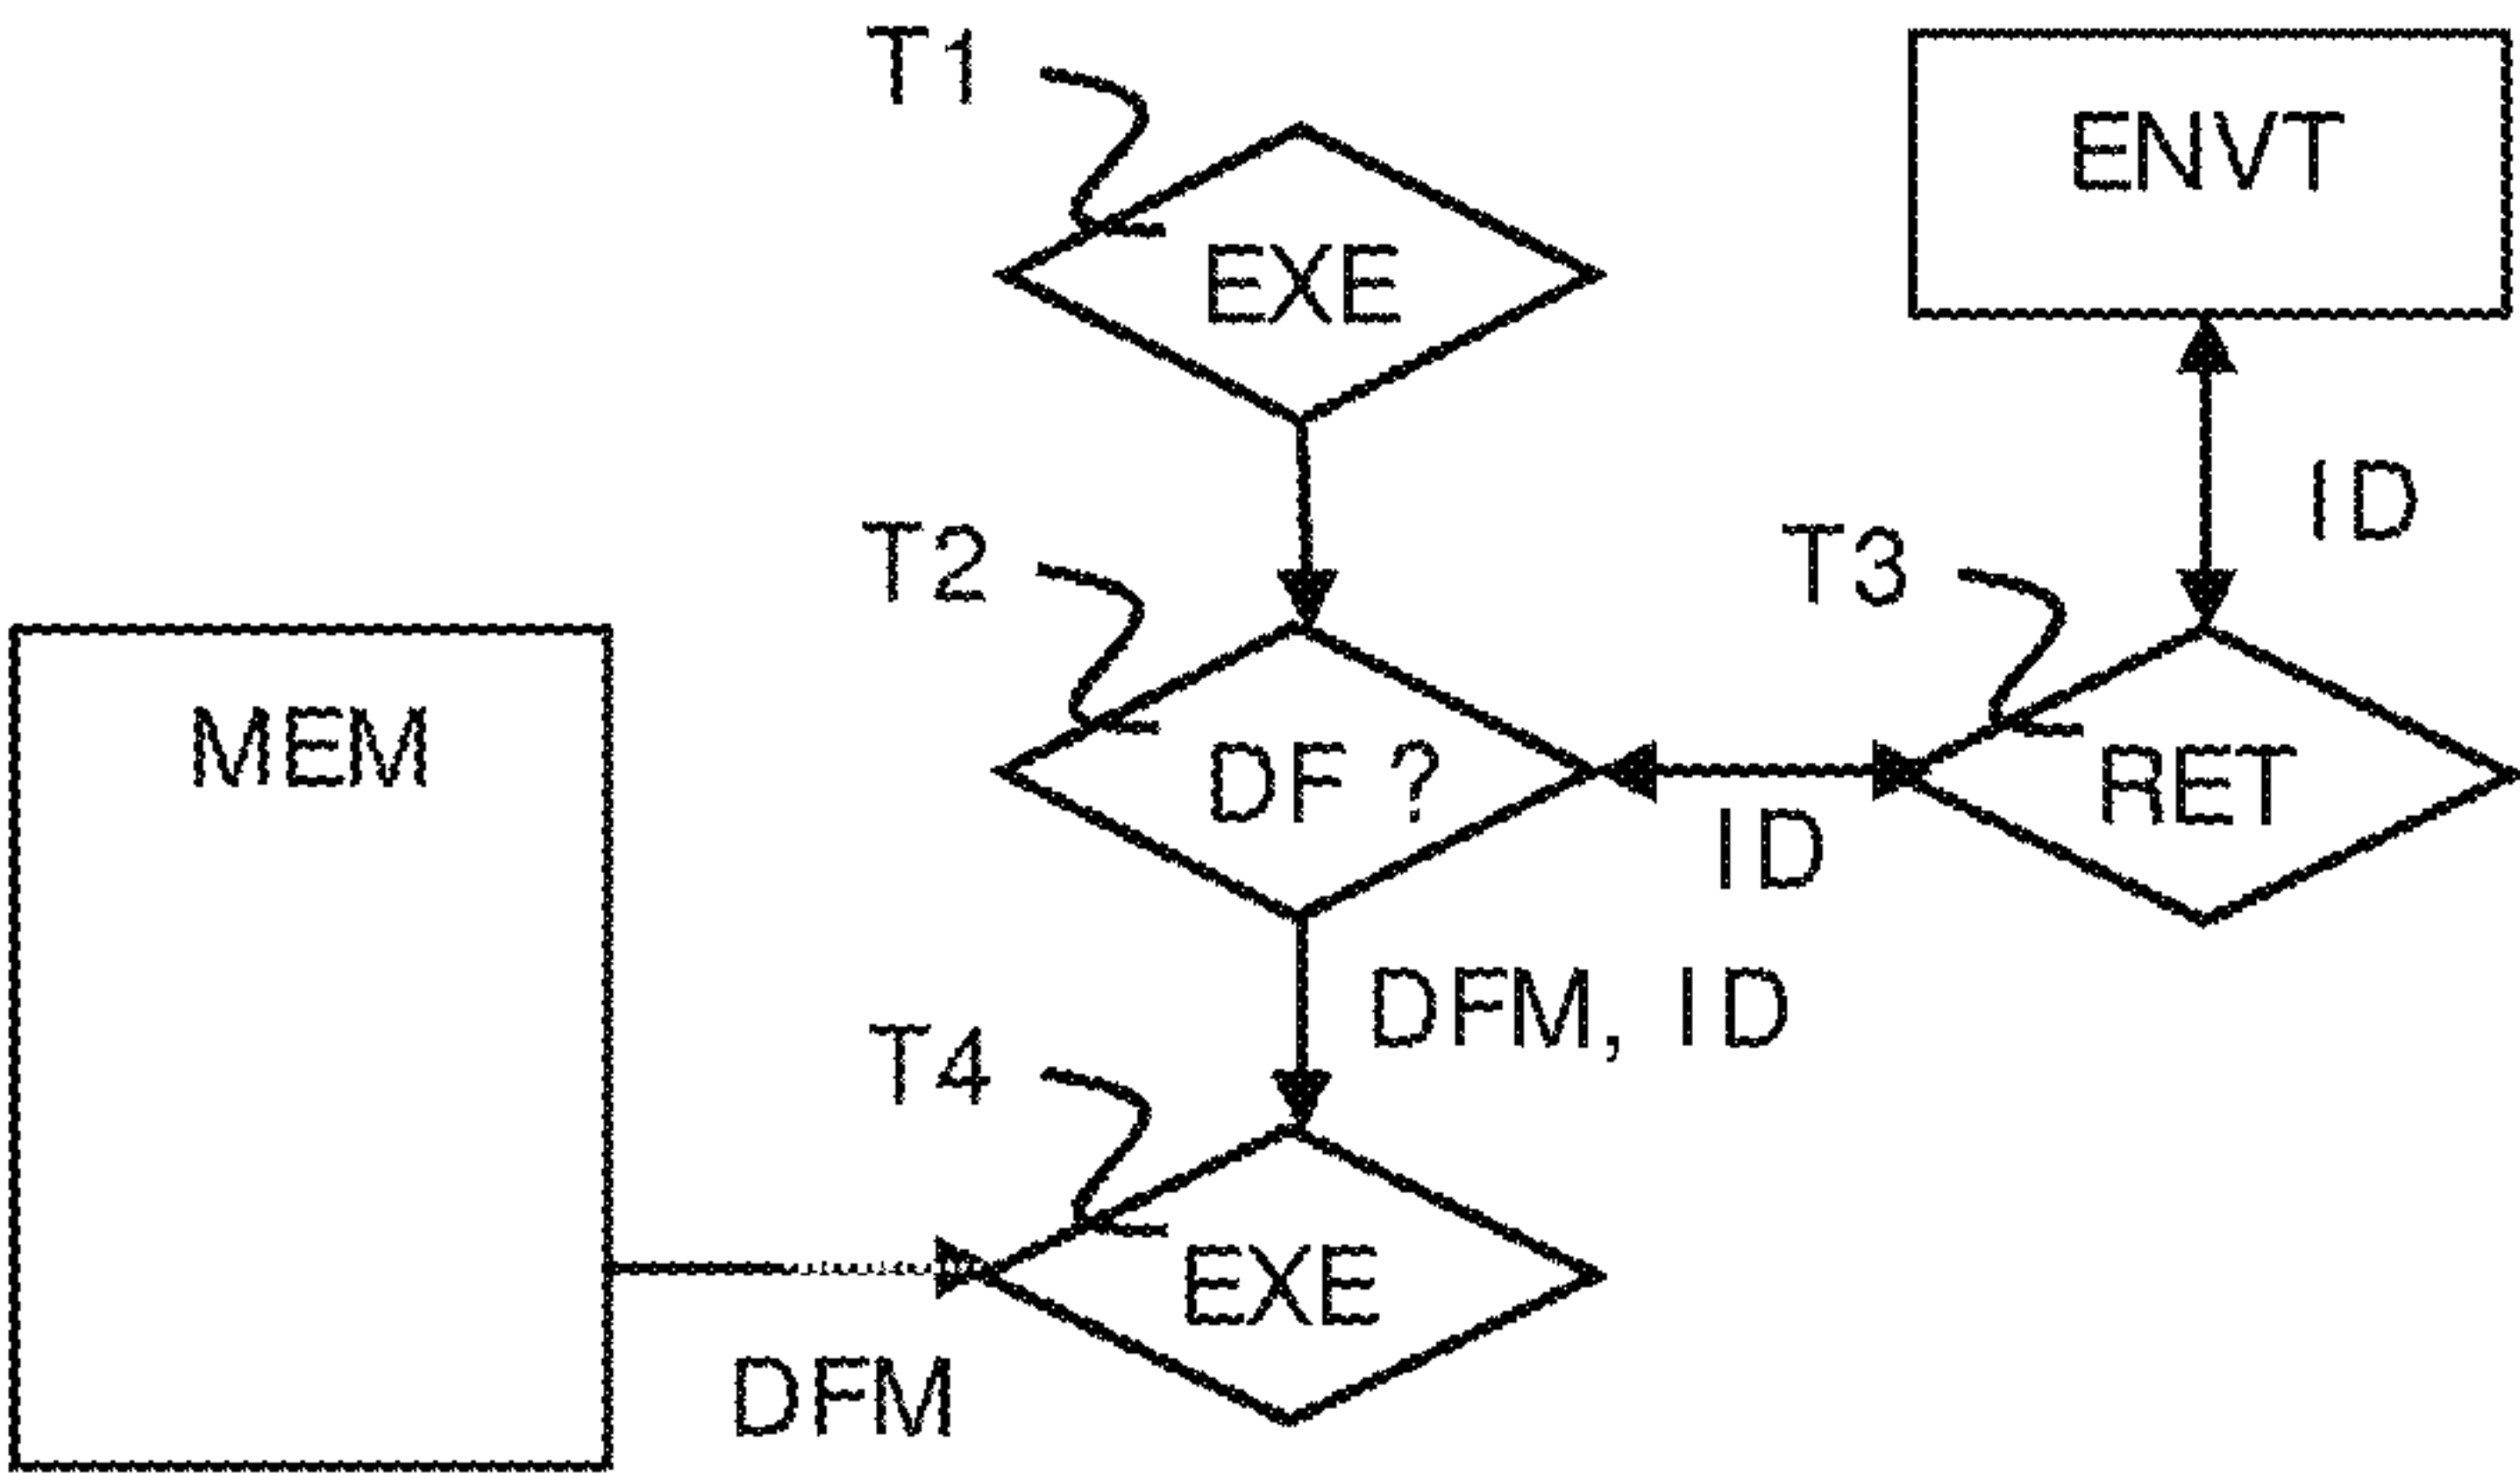 T1
ENVT
EXE
ID
T2
T3
MEM
DF ?
RET
ID
DFM, ID
T4
EXE
DFM